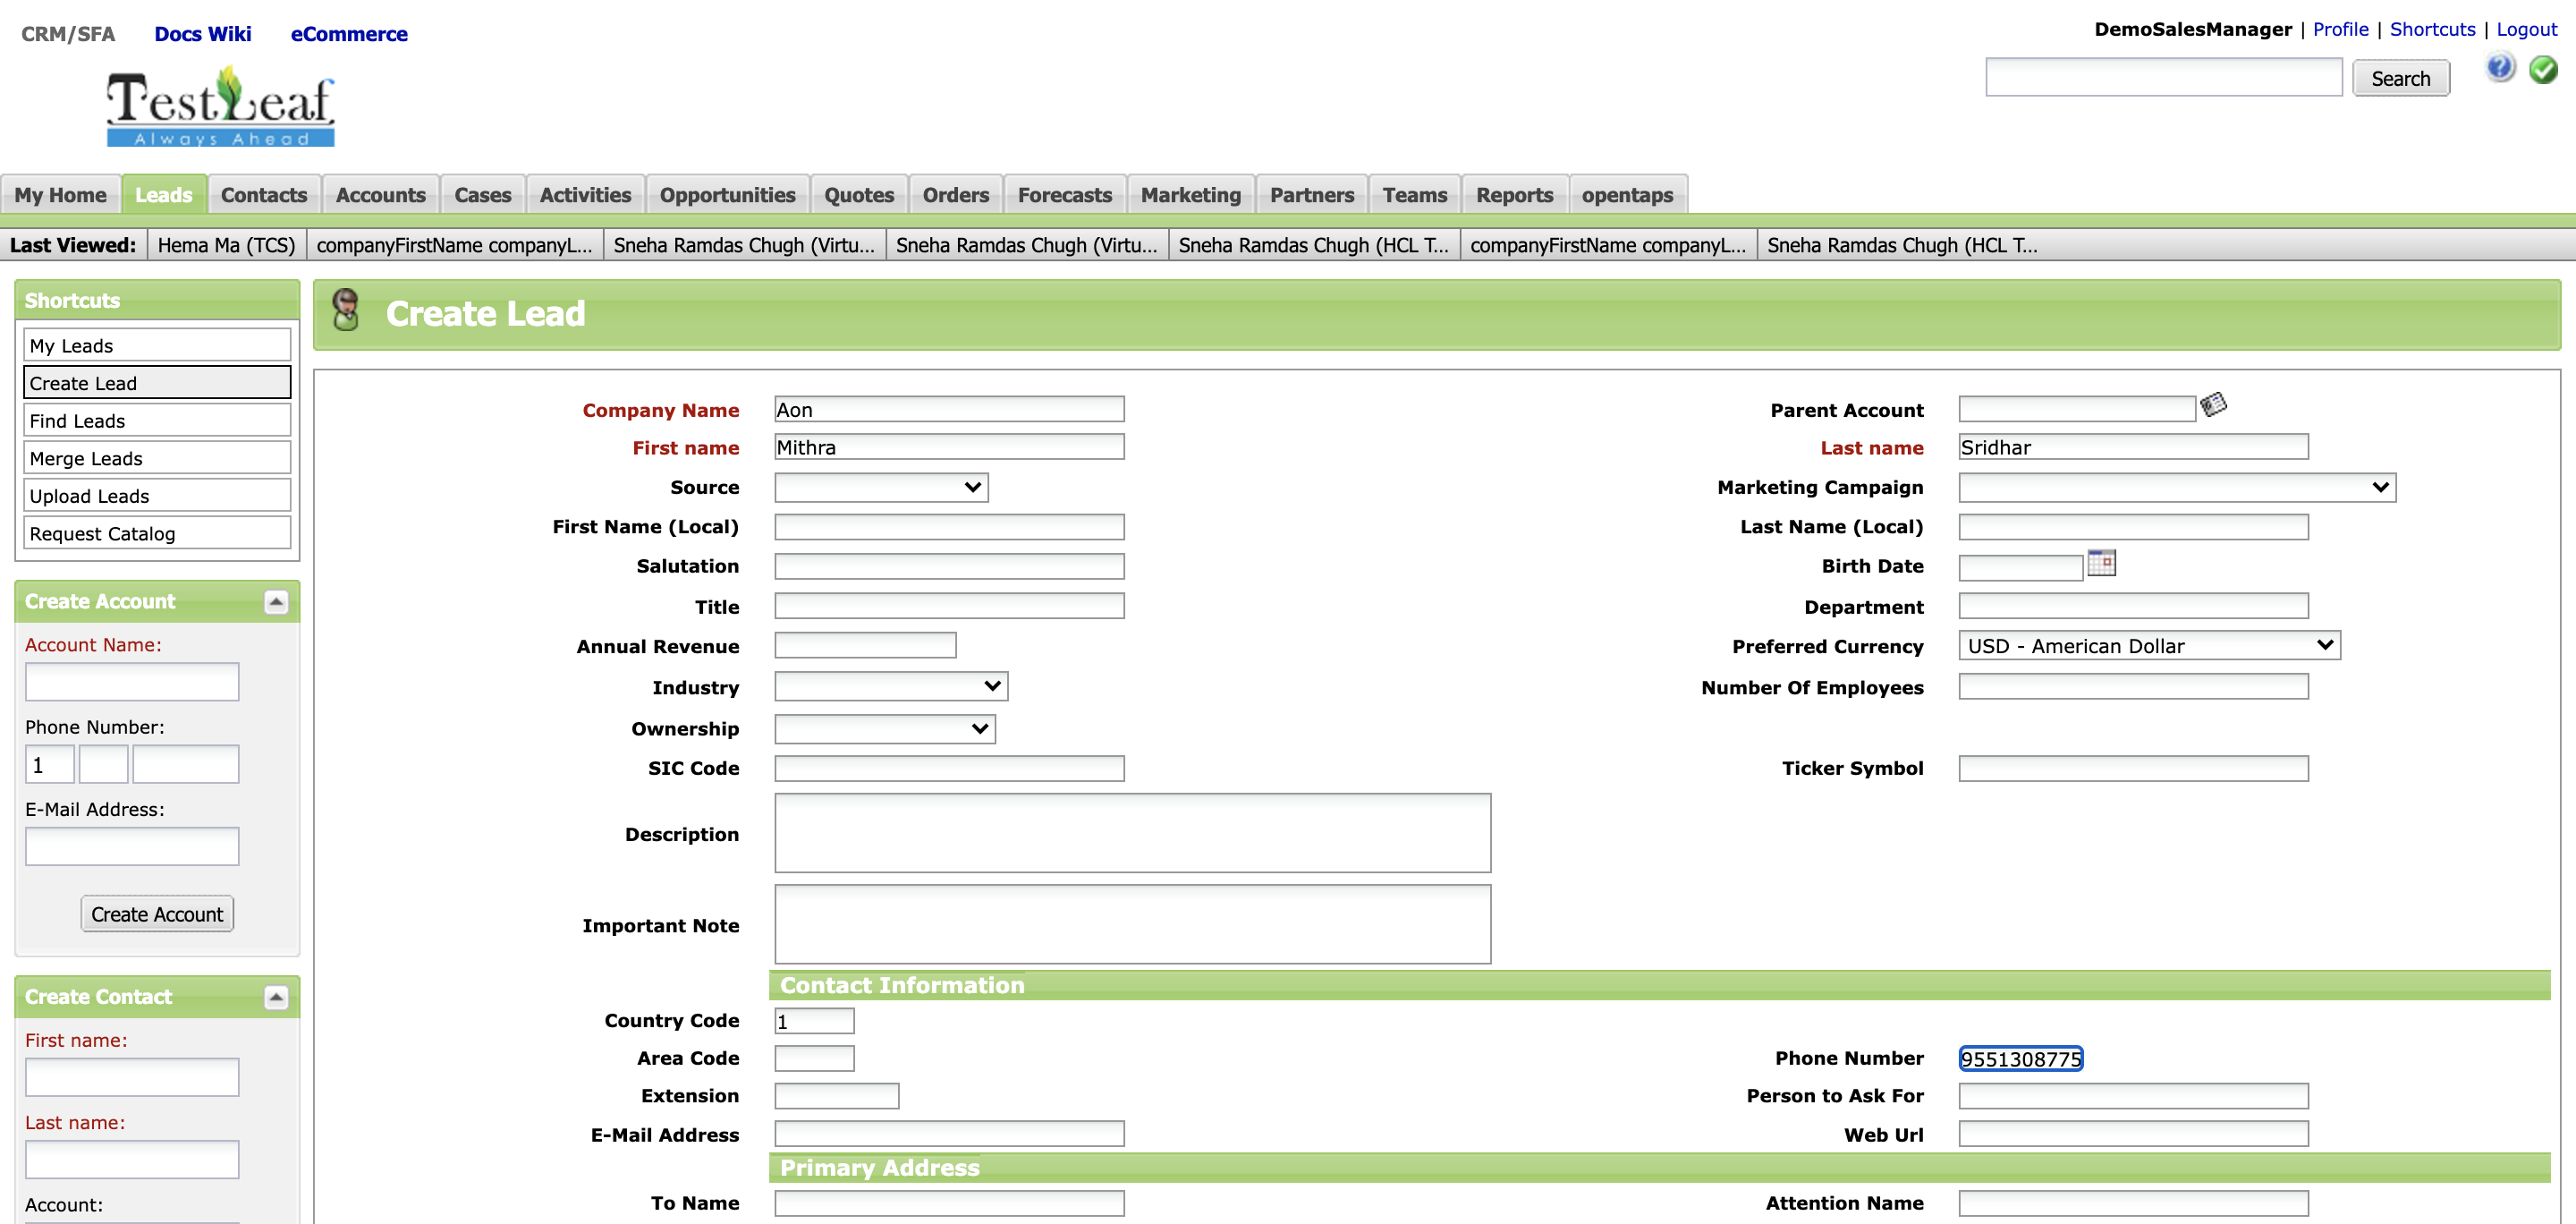 CRM/SFA Docs Wiki eCommerce
DemoSalesManager | Profile | Shortcuts | Logout
TestLeaf
Always Ahead
Search
My Home Leads Contacts Accounts Cases Activities Opportunities Quotes Orders Forecasts Marketing Partners Teams Reports opentaps
Last Viewed: Hema Ma (TCS) companyFirstName companyL... Sneha Ramdas Chugh (Virtu... Sneha Ramdas Chugh (Virtu... Sneha Ramdas Chugh (HCL T... companyFirstName companyL... Sneha Ramdas Chugh (HCL T...
Shortcuts
My Leads
Create Lead
Find Leads
Merge Leads
Upload Leads
Request Catalog
Create Account
Account Name:
Phone Number:
1
E-Mail Address:
Create Account
Create Contact
First name:
Last name:
Account:
Create Lead
Company Name Aon Parent Account
First name Mithra Last name Sridhar
Source Marketing Campaign
First Name (Local) Last Name (Local)
Salutation Birth Date
Title Department
Annual Revenue Preferred Currency USD - American Dollar
Industry Number Of Employees
Ownership
SIC Code Ticker Symbol
Description
Important Note
Contact Information
Country Code 1
Area Code Phone Number 9551308775
Extension Person to Ask For
E-Mail Address Web Url
Primary Address
To Name Attention Name